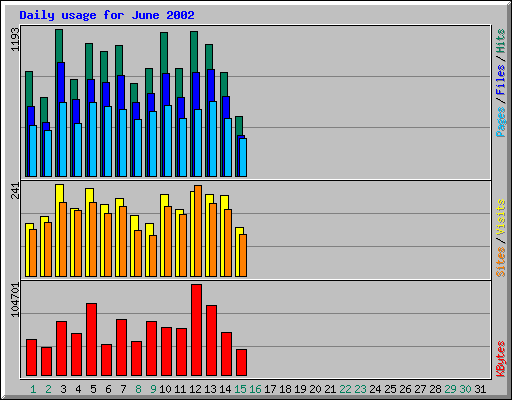 Daily usage for June 2002
1193
Pages / Files / Hits
241
Sites / Visits
104701
KBytes
1 2 3 4 5 6 7 8 9 10 11 12 13 14 15 16 17 18 19 20 21 22 23 24 25 26 27 28 29 30 31